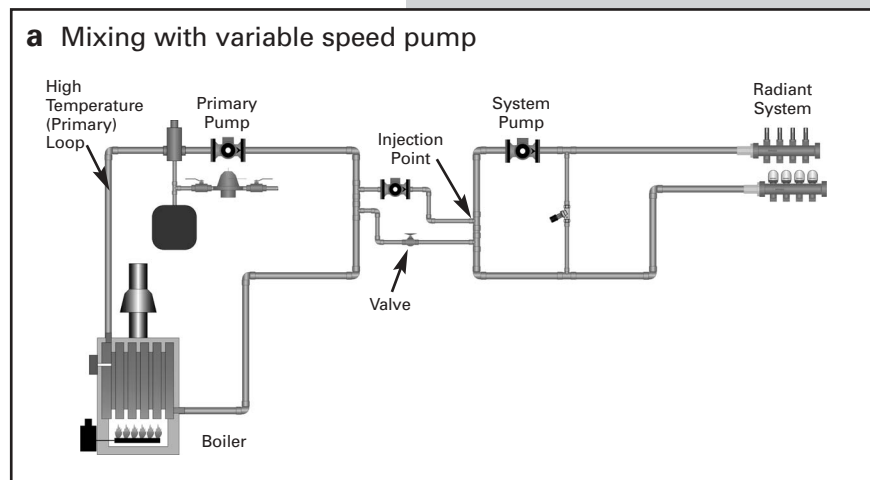 a Mixing with variable speed pump
High
Temperature
(Primary)
Loop
Primary
Pump
Injection
Point
System
Pump
Radiant
System
Valve
Boiler